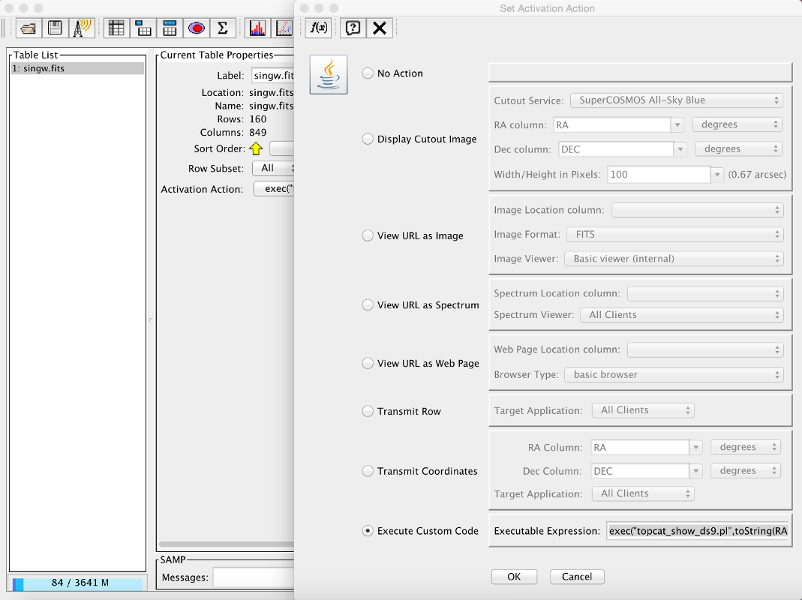 Set Activation Action
Σ
f(x)
?
Table List
1: singw.fits
Current Table Properties
Label: singw.fits
Location: singw.fits
Name: singw.fits
Rows: 160
Columns: 849
Sort Order:
Row Subset: All
Activation Action: exec("
SAMP
Messages:
84 / 3641 M
No Action
Display Cutout Image
Cutout Service: SuperCOSMOS All-Sky Blue
RA column: RA degrees
Dec column: DEC degrees
Width/Height in Pixels: 100 (0.67 arcsec)
View URL as Image
Image Location column:
Image Format: FITS
Image Viewer: Basic viewer (internal)
View URL as Spectrum
Spectrum Location column:
Spectrum Viewer: All Clients
View URL as Web Page
Web Page Location column:
Browser Type: basic browser
Transmit Row
Target Application: All Clients
Transmit Coordinates
RA Column: RA degrees
Dec Column: DEC degrees
Target Application: All Clients
Execute Custom Code
Executable Expression: exec("topcat_show_ds9.pl",toString(RA
OK Cancel